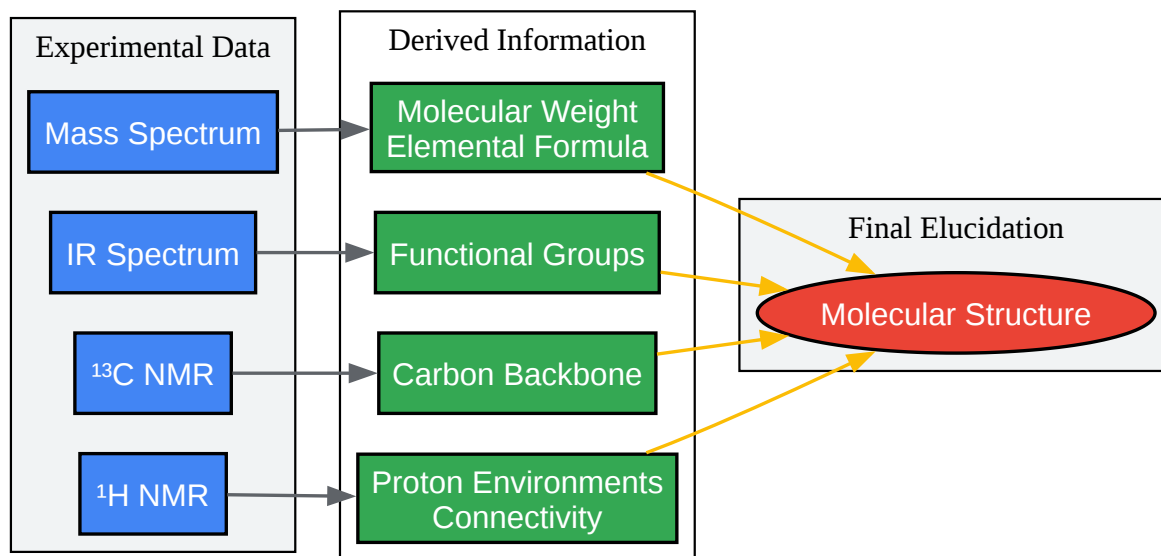 Experimental Data
Mass Spectrum
IR Spectrum
¹³C NMR
¹H NMR
Derived Information
Molecular Weight
Elemental Formula
Functional Groups
Carbon Backbone
Proton Environments
Connectivity
Final Elucidation
Molecular Structure